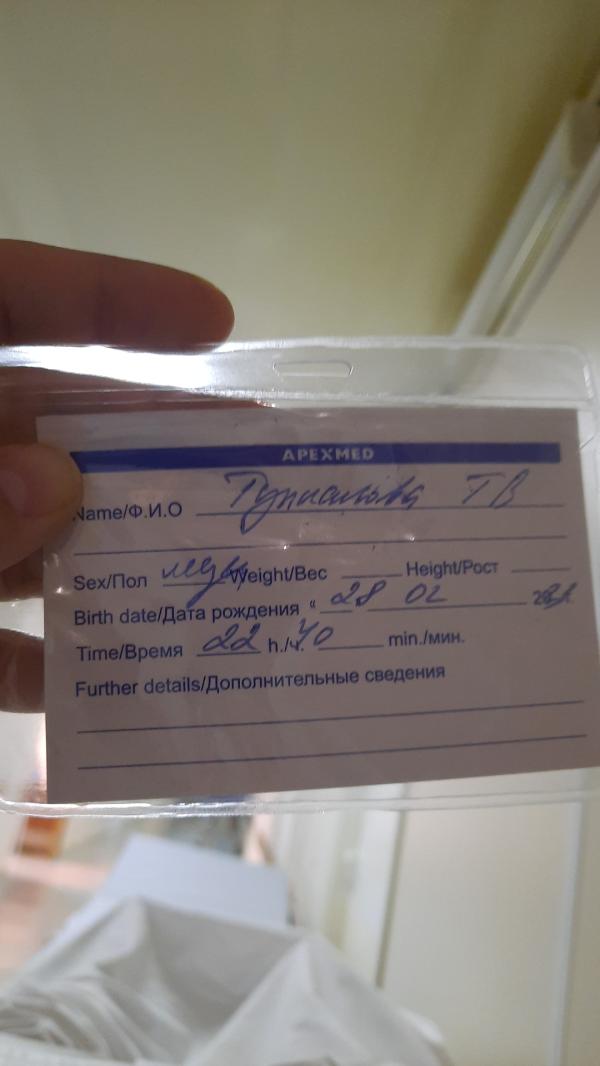 APEXMED
Name/Ф.И.О Т В
Sex/Пол муж Weight/Вес Height/Рост
Birth date/Дата рождения « 28 02
Time/Время 22 h./ч. 40 min./мин.
Further details/Дополнительные сведения